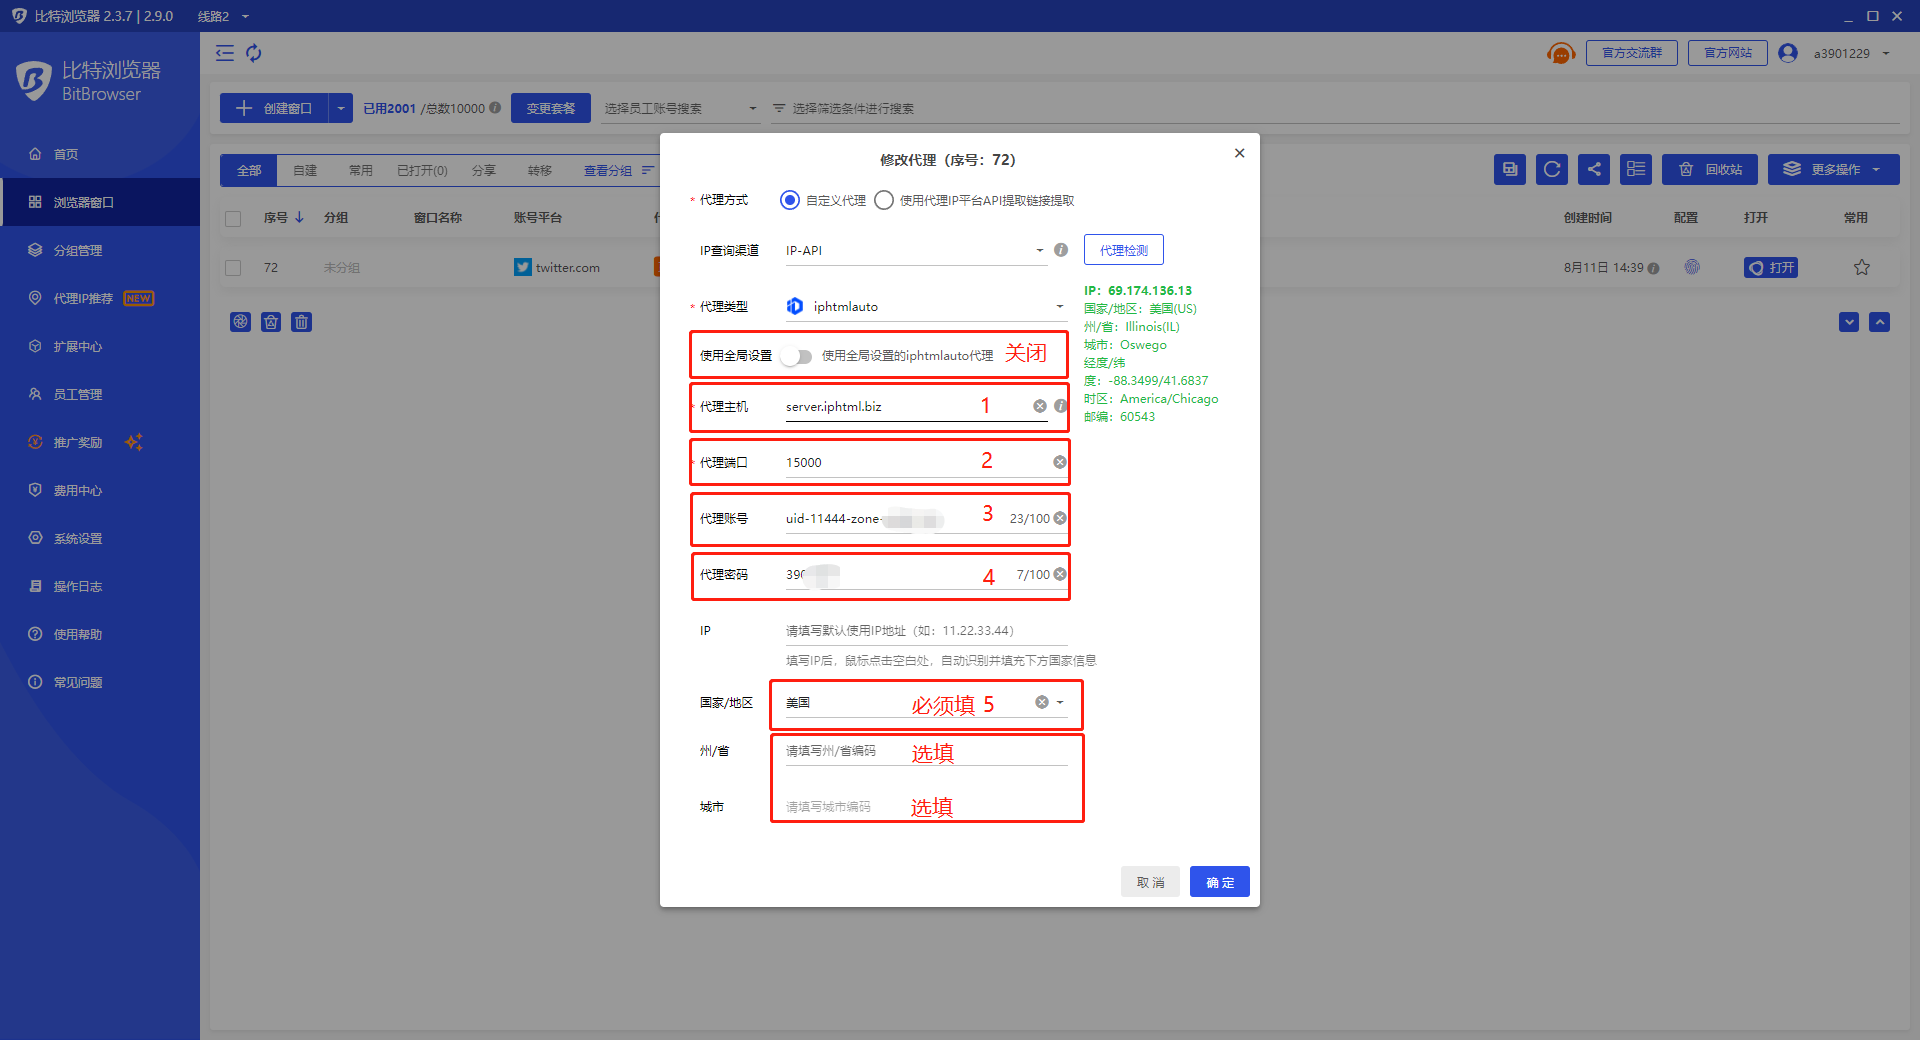 比特浏览器 2.3.7 | 2.9.0 线路2
比特浏览器
BitBrowser
首页
浏览器窗口
分组管理
代理IP推荐 NEW
扩展中心
员工管理
推广奖励
费用中心
系统设置
操作日志
使用帮助
常见问题
官方交流群 官方网站 a3901229
创建窗口 已用2001 /总数10000 变更套餐 选择员工账号搜索 选择筛选条件进行搜索
全部 自建 常用 已打开(0) 分享 转移 查看分组 回收站 更多操作
序号 分组 窗口名称 账号平台 创建时间 配置 打开 常用
72 未分组 twitter.com 8月11日 14:39 打开
修改代理（序号：72）
* 代理方式 自定义代理 使用代理IP平台API提取链接提取
IP查询渠道 IP-API 代理检测
* 代理类型 iphtmlauto
使用全局设置 使用全局设置的iphtmlauto代理 关闭
* 代理主机 server.iphtml.biz 1
* 代理端口 15000 2
代理账号 uid-11444-zone- 3 23/100
代理密码 390 4 7/100
IP 请填写默认使用IP地址（如：11.22.33.44）
填写IP后，鼠标点击空白处，自动识别并填充下方国家信息
国家/地区 美国 必须填 5
州/省 请填写州/省编码 选填
城市 请填写城市编码 选填
IP：69.174.136.13
国家/地区：美国(US)
州/省：Illinois(IL)
城市：Oswego
经度/纬
度：-88.3499/41.6837
时区：America/Chicago
邮编：60543
取消 确定